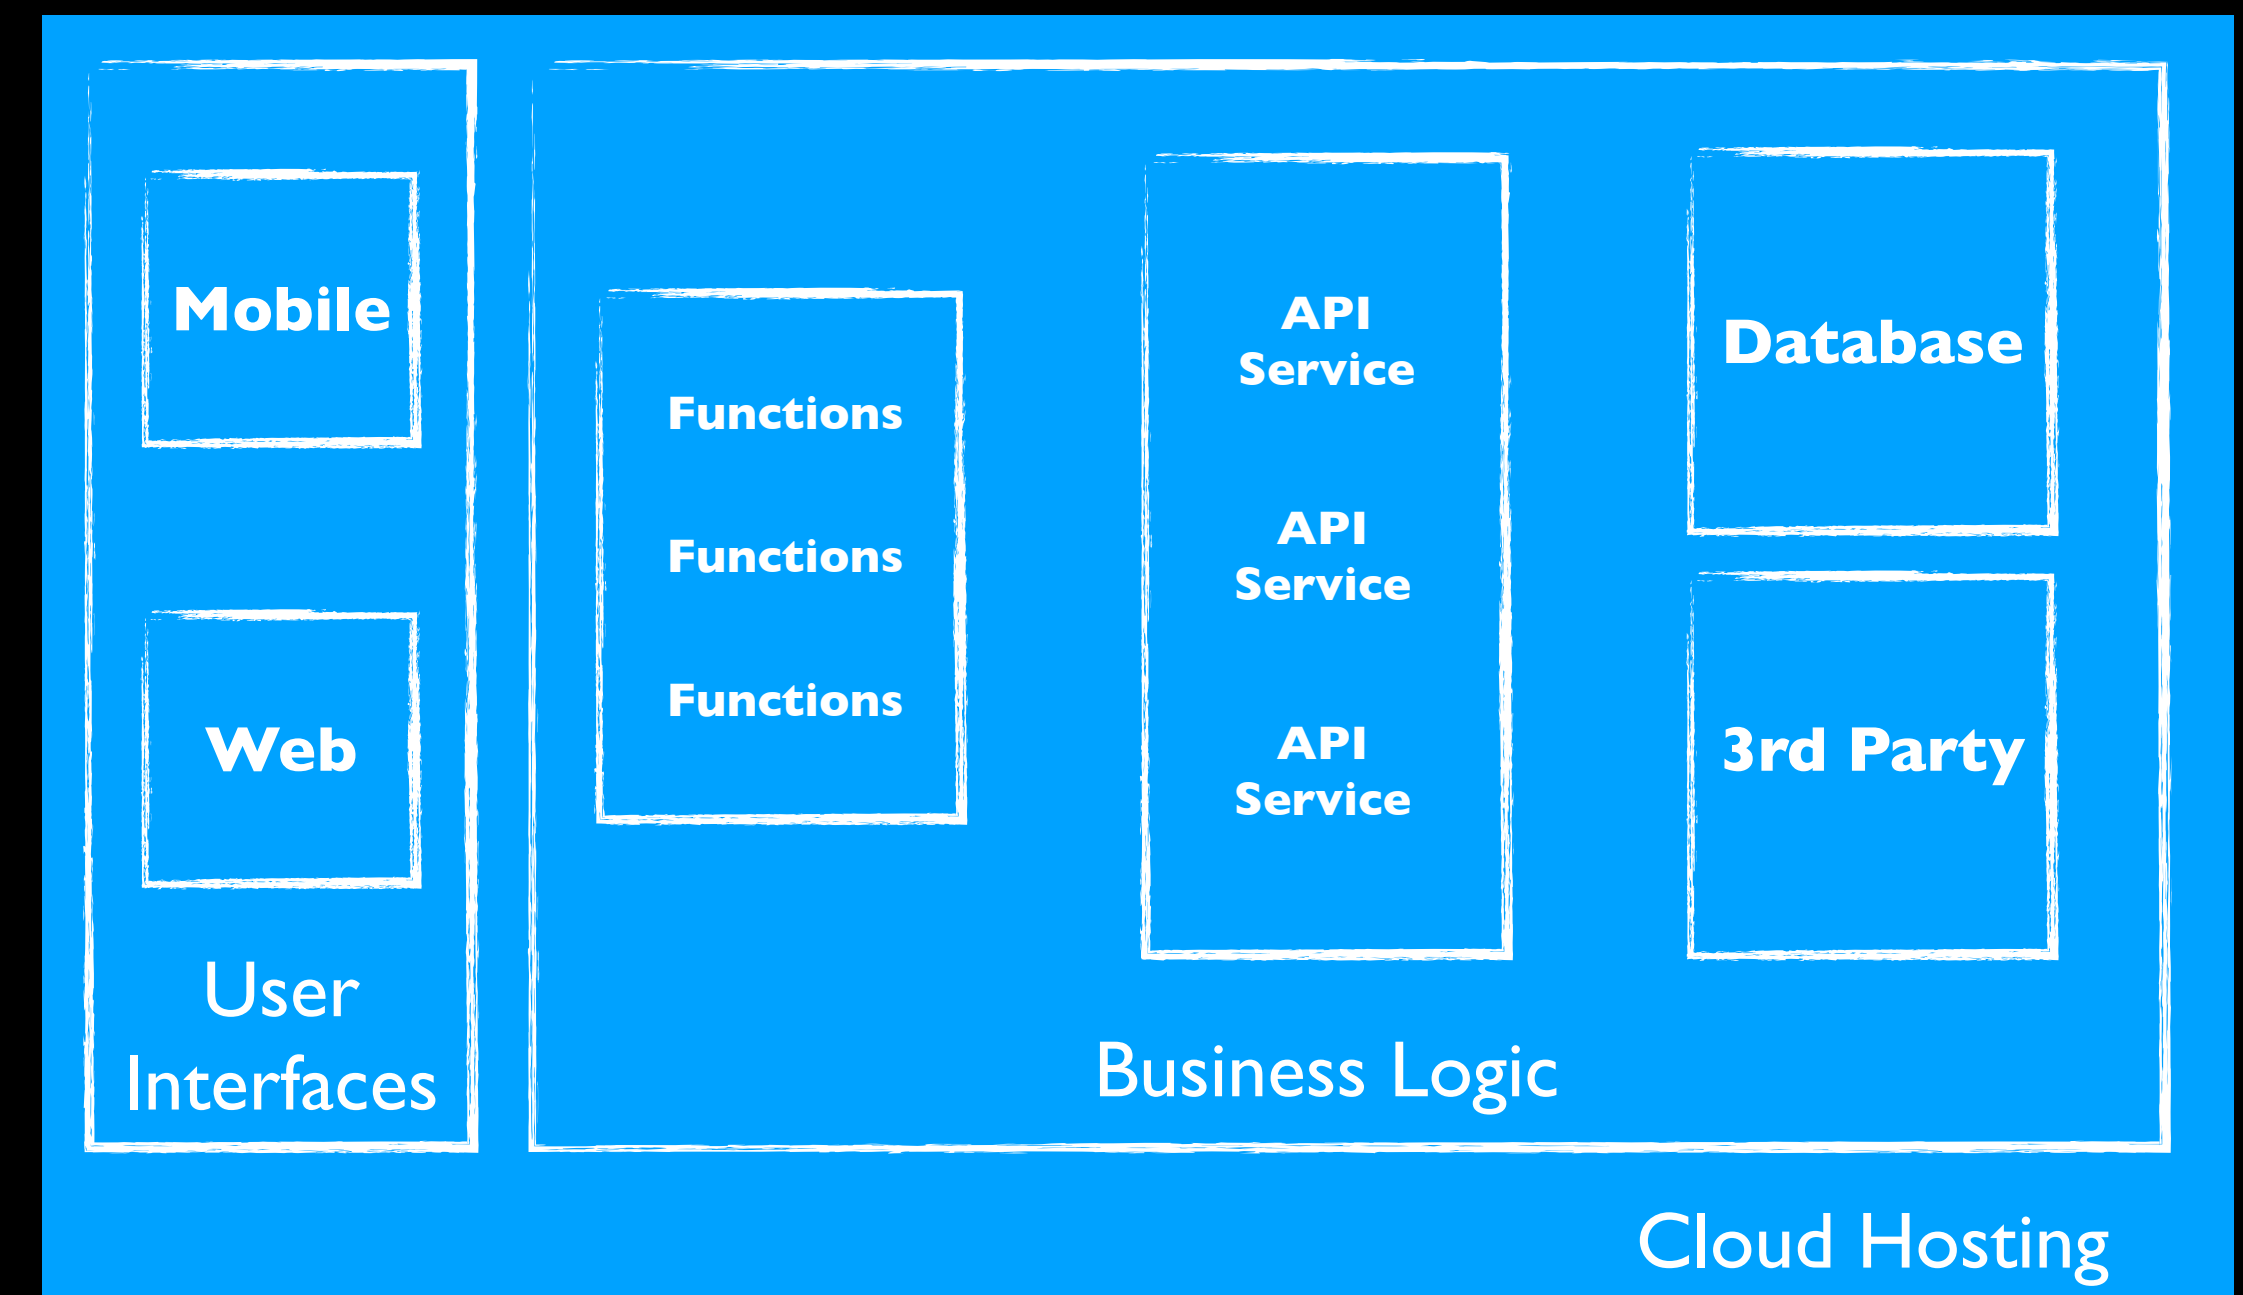 Mobile
Web
User
Interfaces
Functions
Functions
Functions
API
Service
API
Service
API
Service
Database
3rd Party
Business Logic
Cloud Hosting